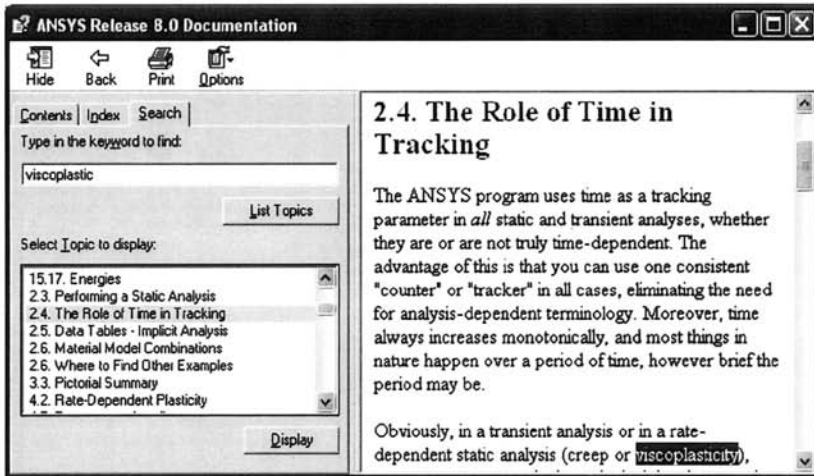 ANSYS Release 8.0 Documentation
Hide Back Print Options
Contents Index Search
Type in the keyword to find:
viscoplastic
List Topics
Select Topic to display:
15.17. Energies
2.3. Performing a Static Analysis
2.4. The Role of Time in Tracking
2.5. Data Tables - Implicit Analysis
2.6. Material Model Combinations
2.6. Where to Find Other Examples
3.3. Pictorial Summary
4.2. Rate-Dependent Plasticity
Display
2.4. The Role of Time in
Tracking
The ANSYS program uses time as a tracking
parameter in all static and transient analyses, whether
they are or are not truly time-dependent. The
advantage of this is that you can use one consistent
"counter" or "tracker" in all cases, eliminating the need
for analysis-dependent terminology. Moreover, time
always increases monotonically, and most things in
nature happen over a period of time, however brief the
period may be.
Obviously, in a transient analysis or in a rate-
dependent static analysis (creep or viscoplasticity),